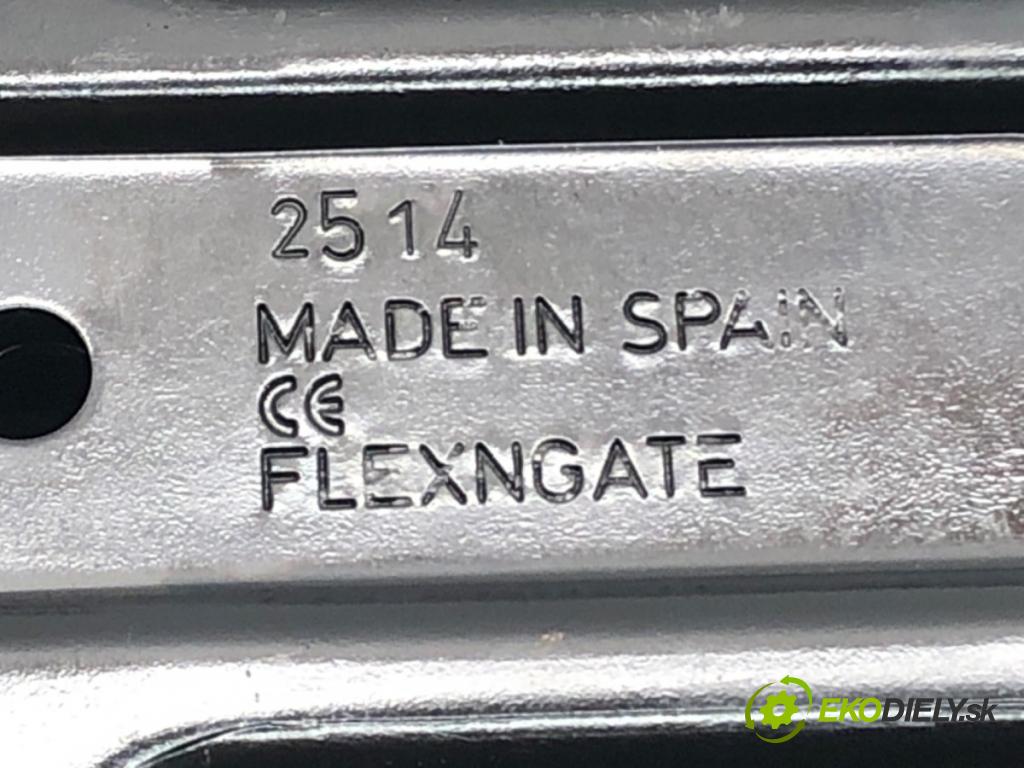 2514
MADE IN SPAIN
CE
FLEXNGATE
EKODIELY.sk